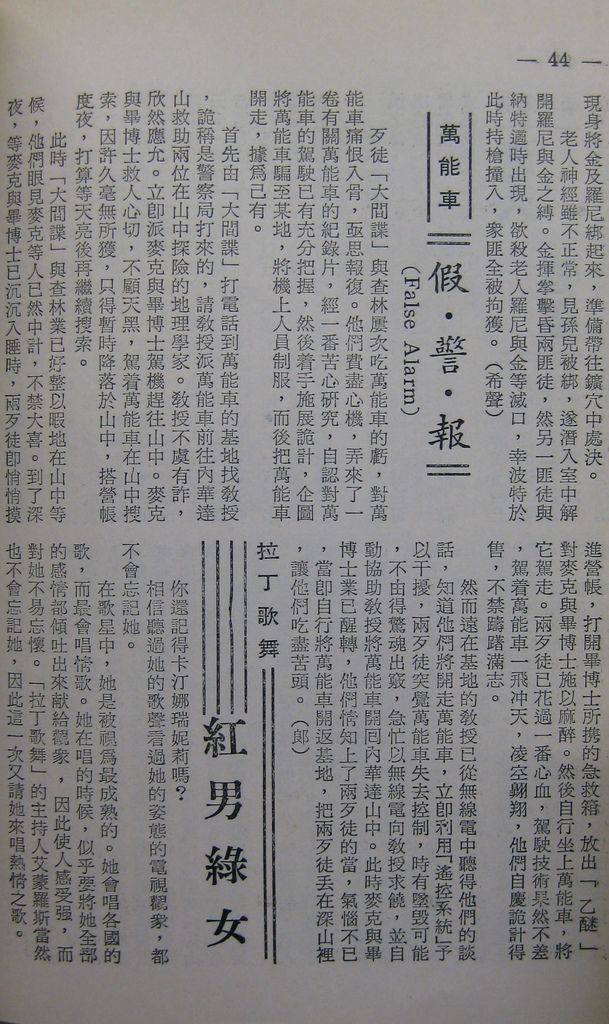 — 44 —
現身將金及羅尼綁起來，準備帶往鑛穴中處決。
老人神經雖不正常，見孫兒被綁，遂潛入室中解
開羅尼與金之縛。金揮拳擊昏兩匪徒，然另一匪徒與
納特適時出現，欲殺老人羅尼與金等滅口，幸波特於
此時持槍撞入，衆匪全被拘獲。（希聲）
萬能車
假·警·報
(False Alarm)
歹徒「大間諜」與查林屢次吃萬能車的虧，對萬
能車痛恨入骨，亟思報復。他們費盡心機，弄來了一
卷有關萬能車的紀錄片，經一番苦心研究，自認對萬
能車的駕駛已有充分把握，然後着手施展詭計，企圖
將萬能車騙至某地，將機上人員制服，而後把萬能車
開走，據爲己有。
首先由「大間諜」打電話到萬能車的基地找敎授
，詭稱是警察局打來的，請敎授派萬能車前往內華達
山救助兩位在山中探險的地理學家。敎授不虞有詐，
欣然應允。立卽派麥克與畢博士駕機趕往山中。麥克
與畢博士救人心切，不顧天黑，駕着萬能車在山中搜
索，因許久毫無所獲，只得暫時降落於山中，搭營帳
度夜，打算等天亮後再繼續搜索。
此時「大間諜」與查林業已好整以暇地在山中等
候，他們眼見麥克等人已然中計，不禁大喜。到了深
夜，等麥克與畢博士已沉沉入睡時，兩歹徒卽悄悄摸
進營帳，打開畢博士所携的急救箱，放出「乙醚」
對麥克與畢博士施以麻醉。然後自行坐上萬能車，將
它駕走。兩歹徒已花過一番心血，駕駛技術果然不差
，駕着萬能車一飛冲天，凌空翱翔，他們自慶詭計得
售，不禁躊躇滿志。
然而遠在基地的敎授已從無線電中聽得他們的談
話，知道他們將開走萬能車，立卽利用「遙控系統」予
以干擾，兩歹徒突覺萬能車失去控制，時有墜毀可能
，不由得驚魂出竅，急忙以無線電向敎授求饒，並自
動協助敎授將萬能車開囘內華達山中。此時麥克與畢
博士業已醒轉，他們情知上了兩歹徒的當，氣惱不已
，當卽自行將萬能車開返基地，把兩歹徒丢在深山裡
，讓他們吃盡苦頭。（郎）
拉丁歌舞
紅男綠女
你還記得卡汀娜瑞妮莉嗎？
相信聽過她的歌聲看過她的姿態的電視觀衆，都
不會忘記她。
在歌星中，她是被視爲最成熟的。她會唱各國的
歌，而最會唱情歌。她在唱的時候，似乎要將她全部
的感情都傾吐出來献給觀衆，因此使人感受强，而
對她不易忘懷。「拉丁歌舞」的主持人艾蒙羅斯當然
也不會忘記她，因此這一次又請她來唱熱情之歌。